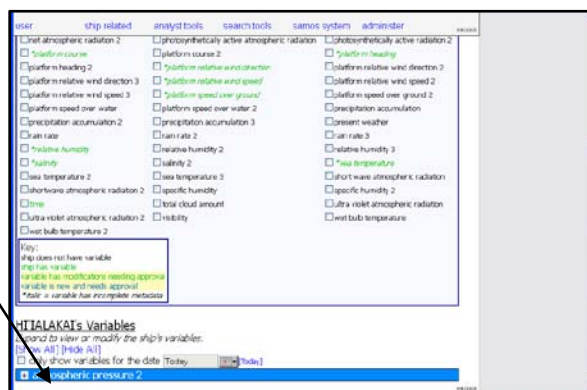 user ship related analyst tools search tools samos system administer
net atmospheric radiation 2 photosynthetically active atmospheric radiation photosynthetically active atmospheric radiation 2
*platform course platform course 2 *platform heading
platform heading 2 *platform relative wind direction platform relative wind direction 2
platform relative wind direction 3 *platform relative wind speed platform relative wind speed 2
platform relative wind speed 3 *platform speed over ground platform speed over ground 2
platform speed over water platform speed over water 2 precipitation accumulation
precipitation accumulation 2 precipitation accumulation 3 present weather
rain rate rain rate 2 rain rate 3
*relative humidity relative humidity 2 relative humidity 3
*salinity salinity 2 *sea temperature
sea temperature 2 sea temperature 3 short wave atmospheric radiation
shortwave atmospheric radiation 2 specific humidity specific humidity 2
time total cloud amount ultra violet atmospheric radiation
ultra violet atmospheric radiation 2 visibility wet bulb temperature
wet bulb temperature 2
Key:
ship does not have variable
ship has variable
variable has modifications needing approval
variable is new and needs approval
*italic = variable has incomplete metadata
HI'IALAKAI's Variables
Expand to view or modify the ship's variables.
[Show All] [Hide All]
only show variables for the date Today [Today]
atmospheric pressure 2